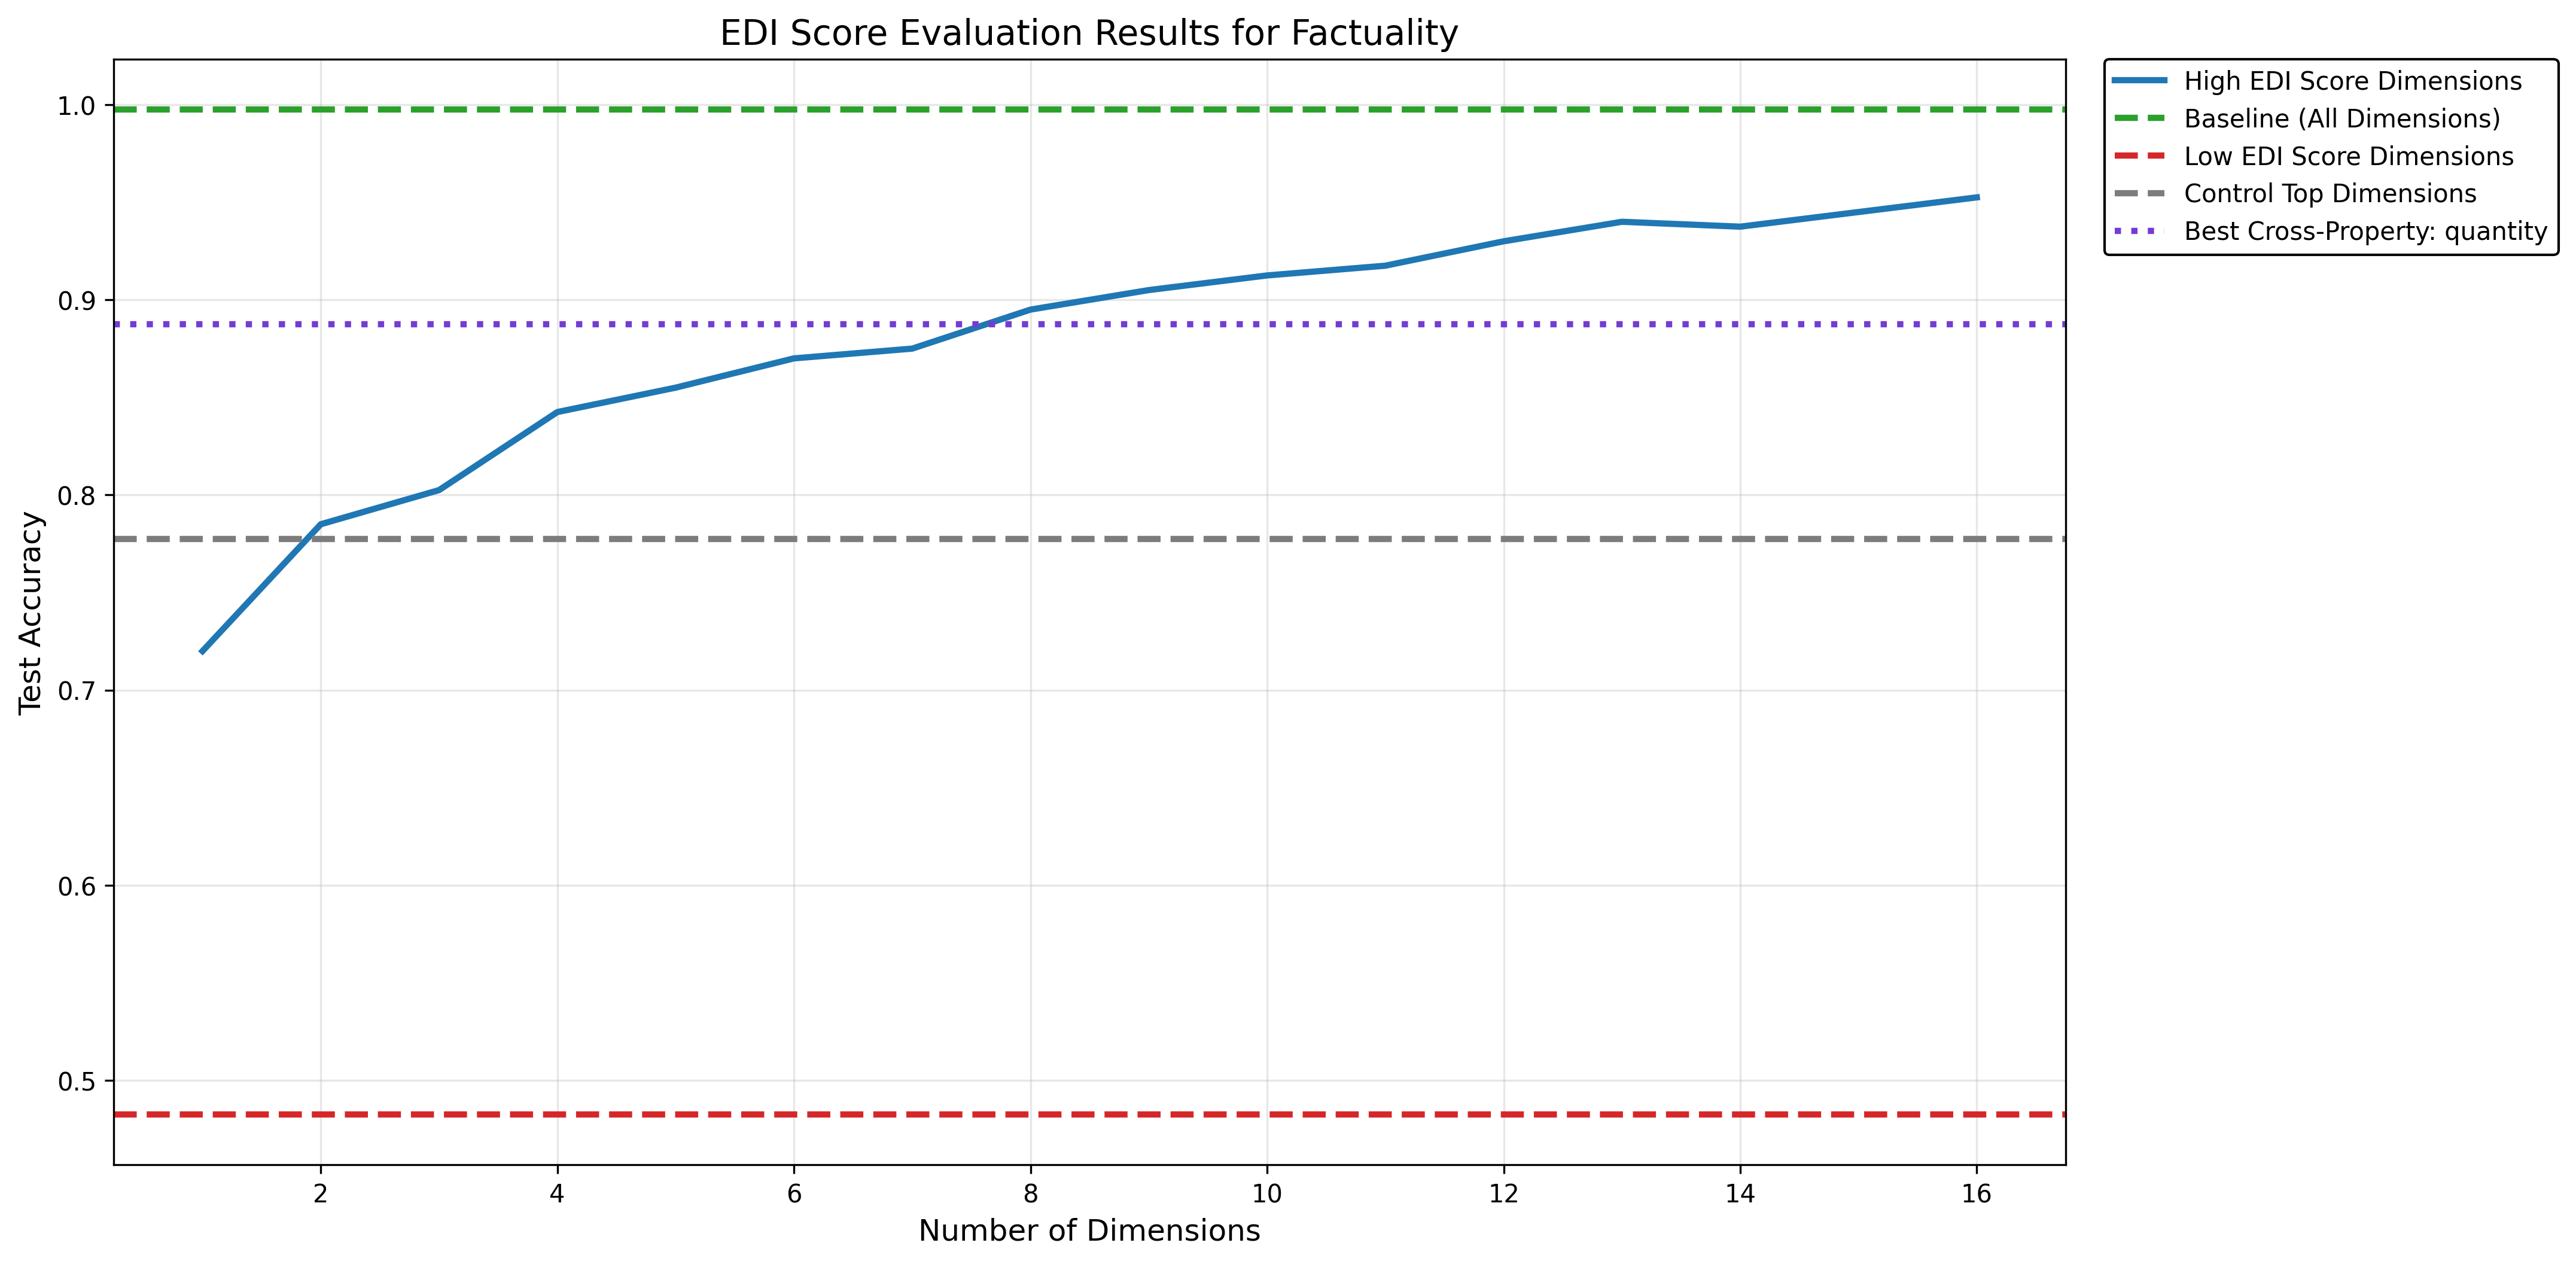 EDI Score Evaluation Results for Factuality
Test Accuracy
1.0
0.9
0.8
0.7
0.6
0.5
2 4 6 8 10 12 14 16
Number of Dimensions
High EDI Score Dimensions
Baseline (All Dimensions)
Low EDI Score Dimensions
Control Top Dimensions
Best Cross-Property: quantity